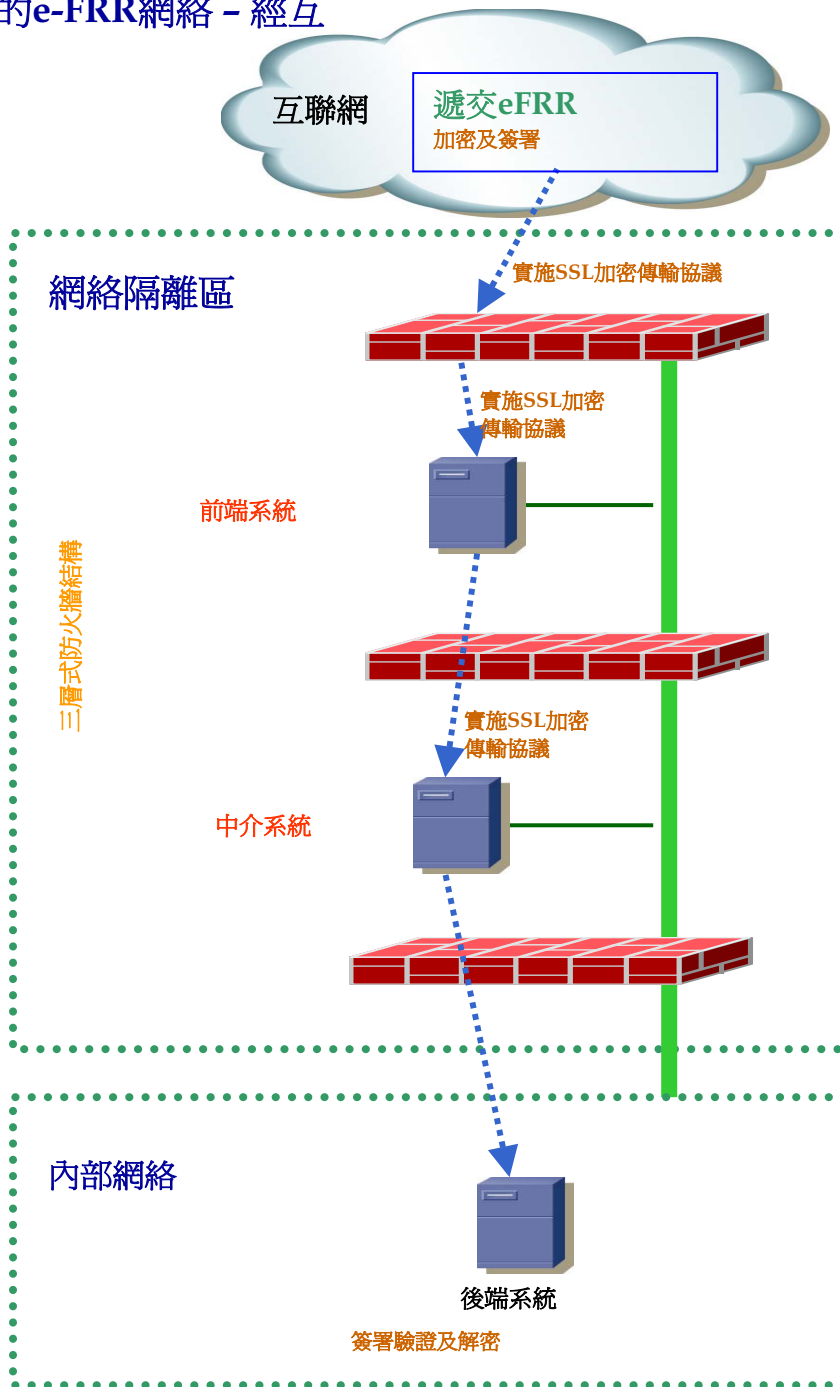 的e-FRR網絡 – 經互
互聯網
遞交eFRR
加密及簽署
實施SSL加密傳輸協議
網絡隔離區
實施SSL加密
傳輸協議
前端系統
三層式防火牆結構
實施SSL加密
傳輸協議
中介系統
內部網絡
後端系統
簽署驗證及解密